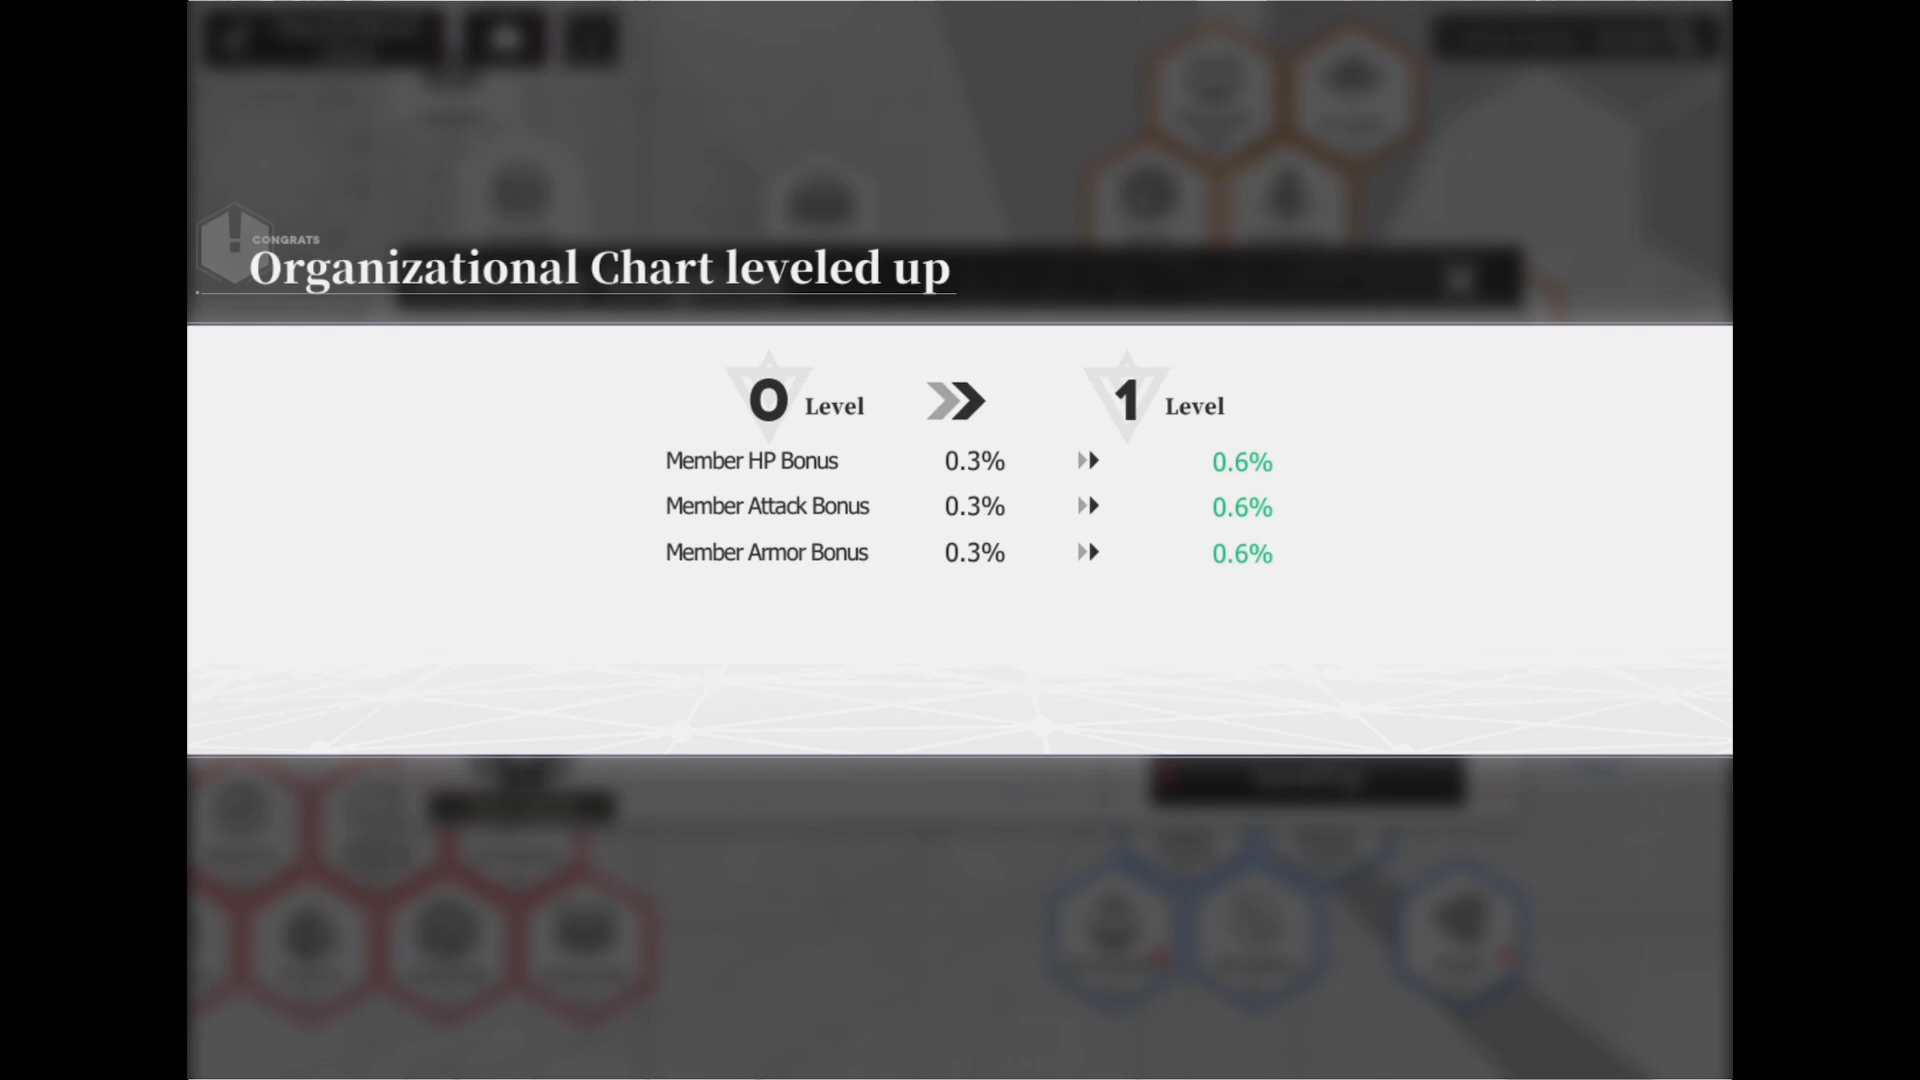 CONGRATS
Organizational Chart leveled up
0 Level 1 Level
Member HP Bonus 0.3% 0.6%
Member Attack Bonus 0.3% 0.6%
Member Armor Bonus 0.3% 0.6%